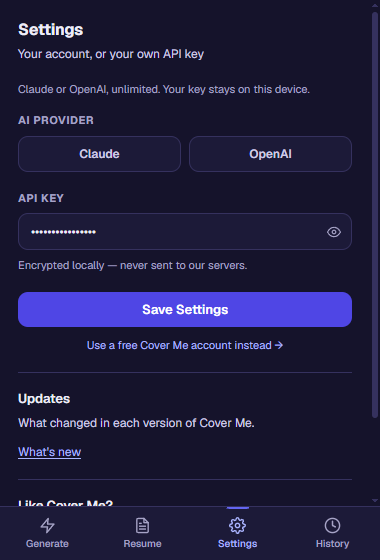 Settings
Your account, or your own API key
Claude or OpenAI, unlimited. Your key stays on this device.
AI PROVIDER
Claude
OpenAI
API KEY
••••••••••••••••
Encrypted locally — never sent to our servers.
Save Settings
Use a free Cover Me account instead →
Updates
What changed in each version of Cover Me.
What's new
Like Cover Me?
Generate
Resume
Settings
History